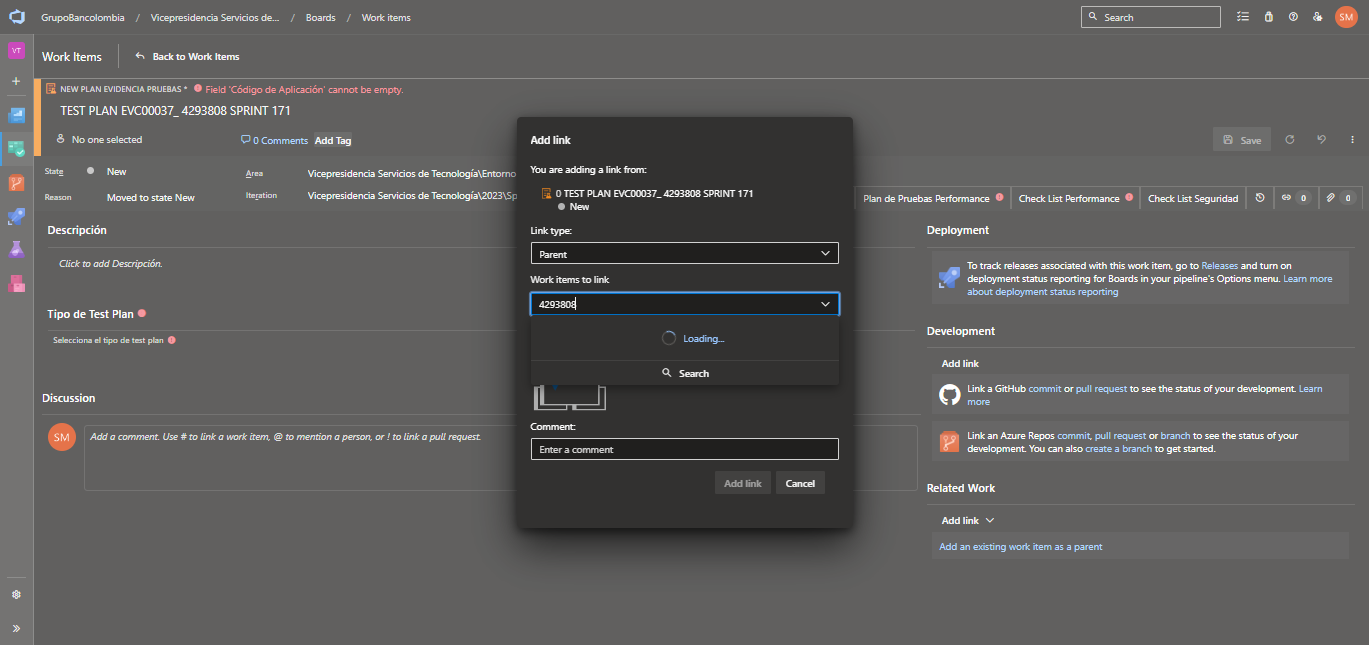 GrupoBancolombia / Vicepresidencia Servicios de... / Boards / Work items
Search
SM
VT
Work Items
Back to Work Items
NEW PLAN EVIDENCIA PRUEBAS * Field 'Código de Aplicación' cannot be empty.
TEST PLAN EVC00037_ 4293808 SPRINT 171
No one selected
0 Comments
Add Tag
Save
State
New
Area
Vicepresidencia Servicios de Tecnología\Entorno
Reason
Moved to state New
Iteration
Vicepresidencia Servicios de Tecnología\2023\Sp
Plan de Pruebas Performance
Check List Performance
Check List Seguridad
0
0
Descripción
Click to add Descripción.
Tipo de Test Plan
Selecciona el tipo de test plan
Discussion
SM
Add a comment. Use # to link a work item, @ to mention a person, or ! to link a pull request.
Add link
You are adding a link from:
0 TEST PLAN EVC00037_ 4293808 SPRINT 171
New
Link type:
Parent
Work items to link
4293808
Loading...
Search
Comment:
Enter a comment
Add link
Cancel
Deployment
To track releases associated with this work item, go to Releases and turn on
deployment status reporting for Boards in your pipeline's Options menu. Learn more
about deployment status reporting
Development
Add link
Link a GitHub commit or pull request to see the status of your development. Learn
more
Link an Azure Repos commit, pull request or branch to see the status of your
development. You can also create a branch to get started.
Related Work
Add link
Add an existing work item as a parent